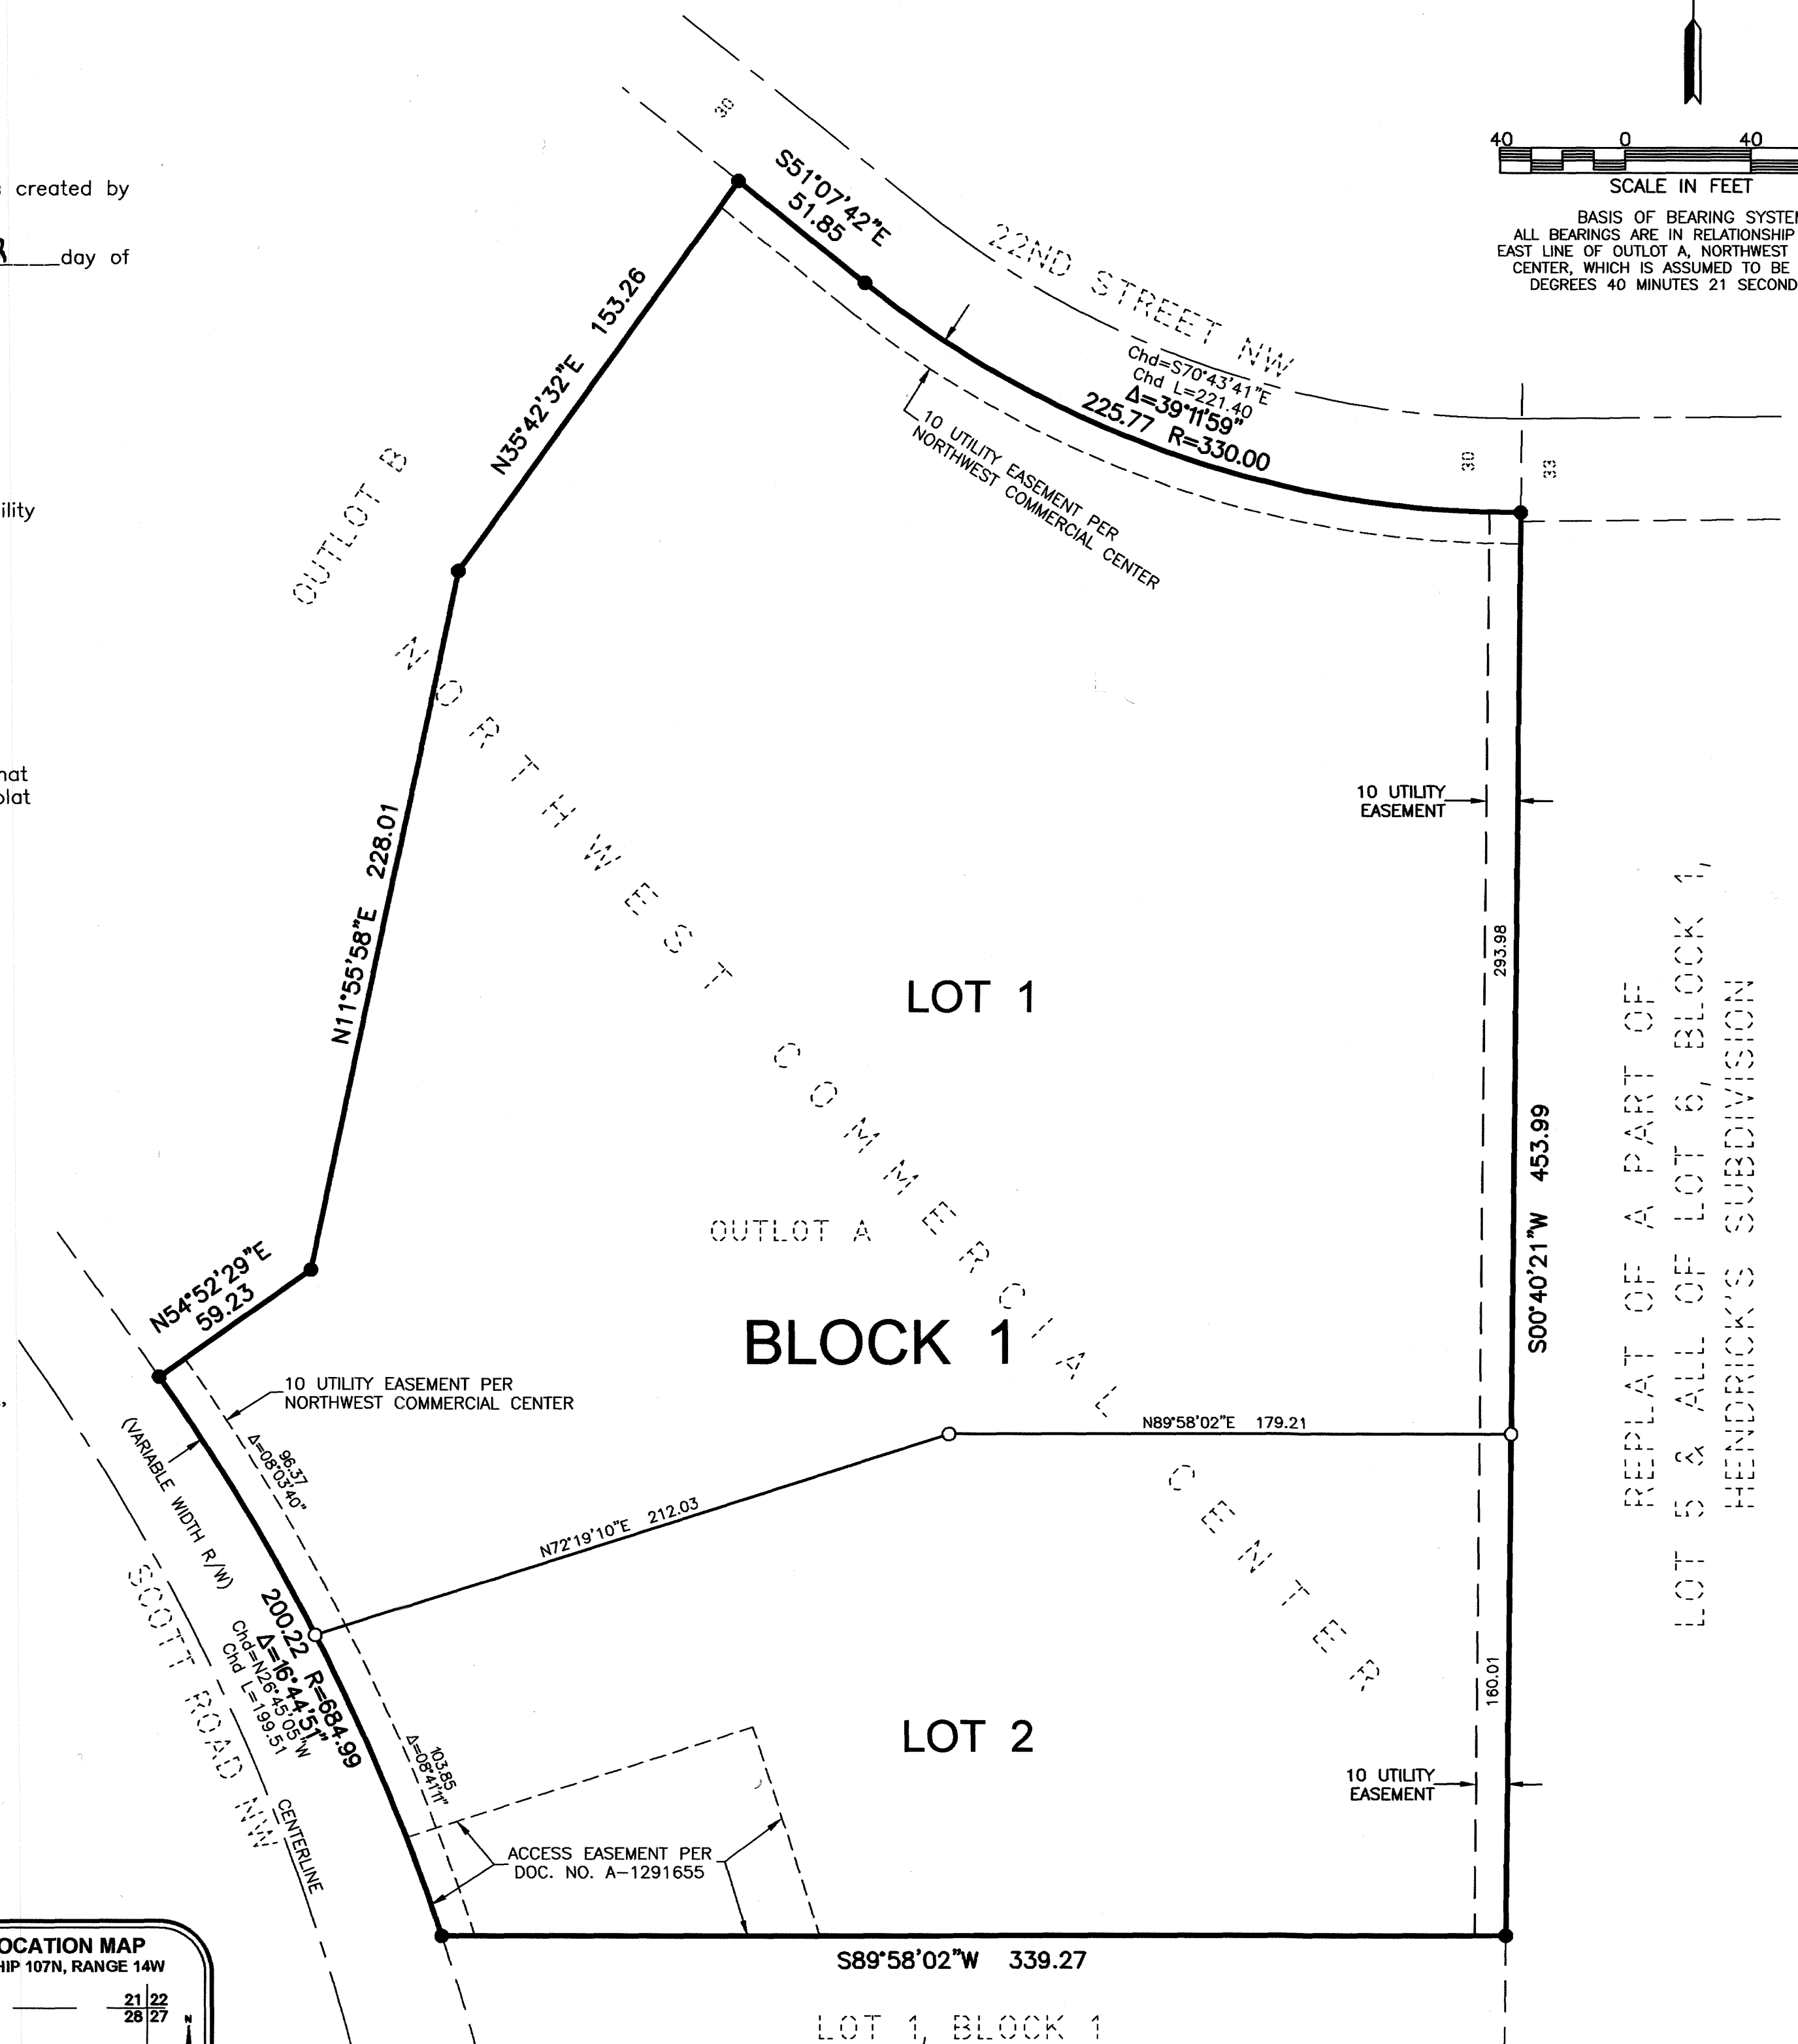 created by
day of
ility
hat
plat
30
S51°07'42"E
51.85
22ND STREET NW
Chd=S70°43'41"E
Chd L=221.40
Δ=39°11'59"
225.77 R=330.00
10 UTILITY EASEMENT PER
NORTHWEST COMMERCIAL CENTER
30
33
40 0 40
SCALE IN FEET
BASIS OF BEARING SYSTEM
ALL BEARINGS ARE IN RELATIONSHIP
EAST LINE OF OUTLOT A, NORTHWEST
CENTER, WHICH IS ASSUMED TO BE
DEGREES 40 MINUTES 21 SECOND
N35°42'32"E 153.26
OUTLOT B
NORTHWEST COMMERCIAL CENTER
N11°55'58"E 228.01
10 UTILITY
EASEMENT
293.98
LOT 1
S00°40'21"W 453.99
REPLAT OF A PART OF
LOT 5 & ALL OF LOT 6, BLOCK 1,
HENDRICK'S SUBDIVISION
OUTLOT A
BLOCK 1
N54°52'29"E
59.23
10 UTILITY EASEMENT PER
NORTHWEST COMMERCIAL CENTER
96.37
Δ=08°03'40"
(VARIABLE WIDTH R/W)
N89°58'02"E 179.21
N72°19'10"E 212.03
200.22 R=684.99
Δ=16°44'51"
Chd=N26°45'05"W
Chd L=199.51
SCOTT ROAD NW
CENTERLINE
103.85
Δ=08°41'11"
160.01
LOT 2
10 UTILITY
EASEMENT
ACCESS EASEMENT PER
DOC. NO. A-1291655
S89°58'02"W 339.27
LOT 1, BLOCK 1
OCATION MAP
HIP 107N, RANGE 14W
21 22
28 27
N